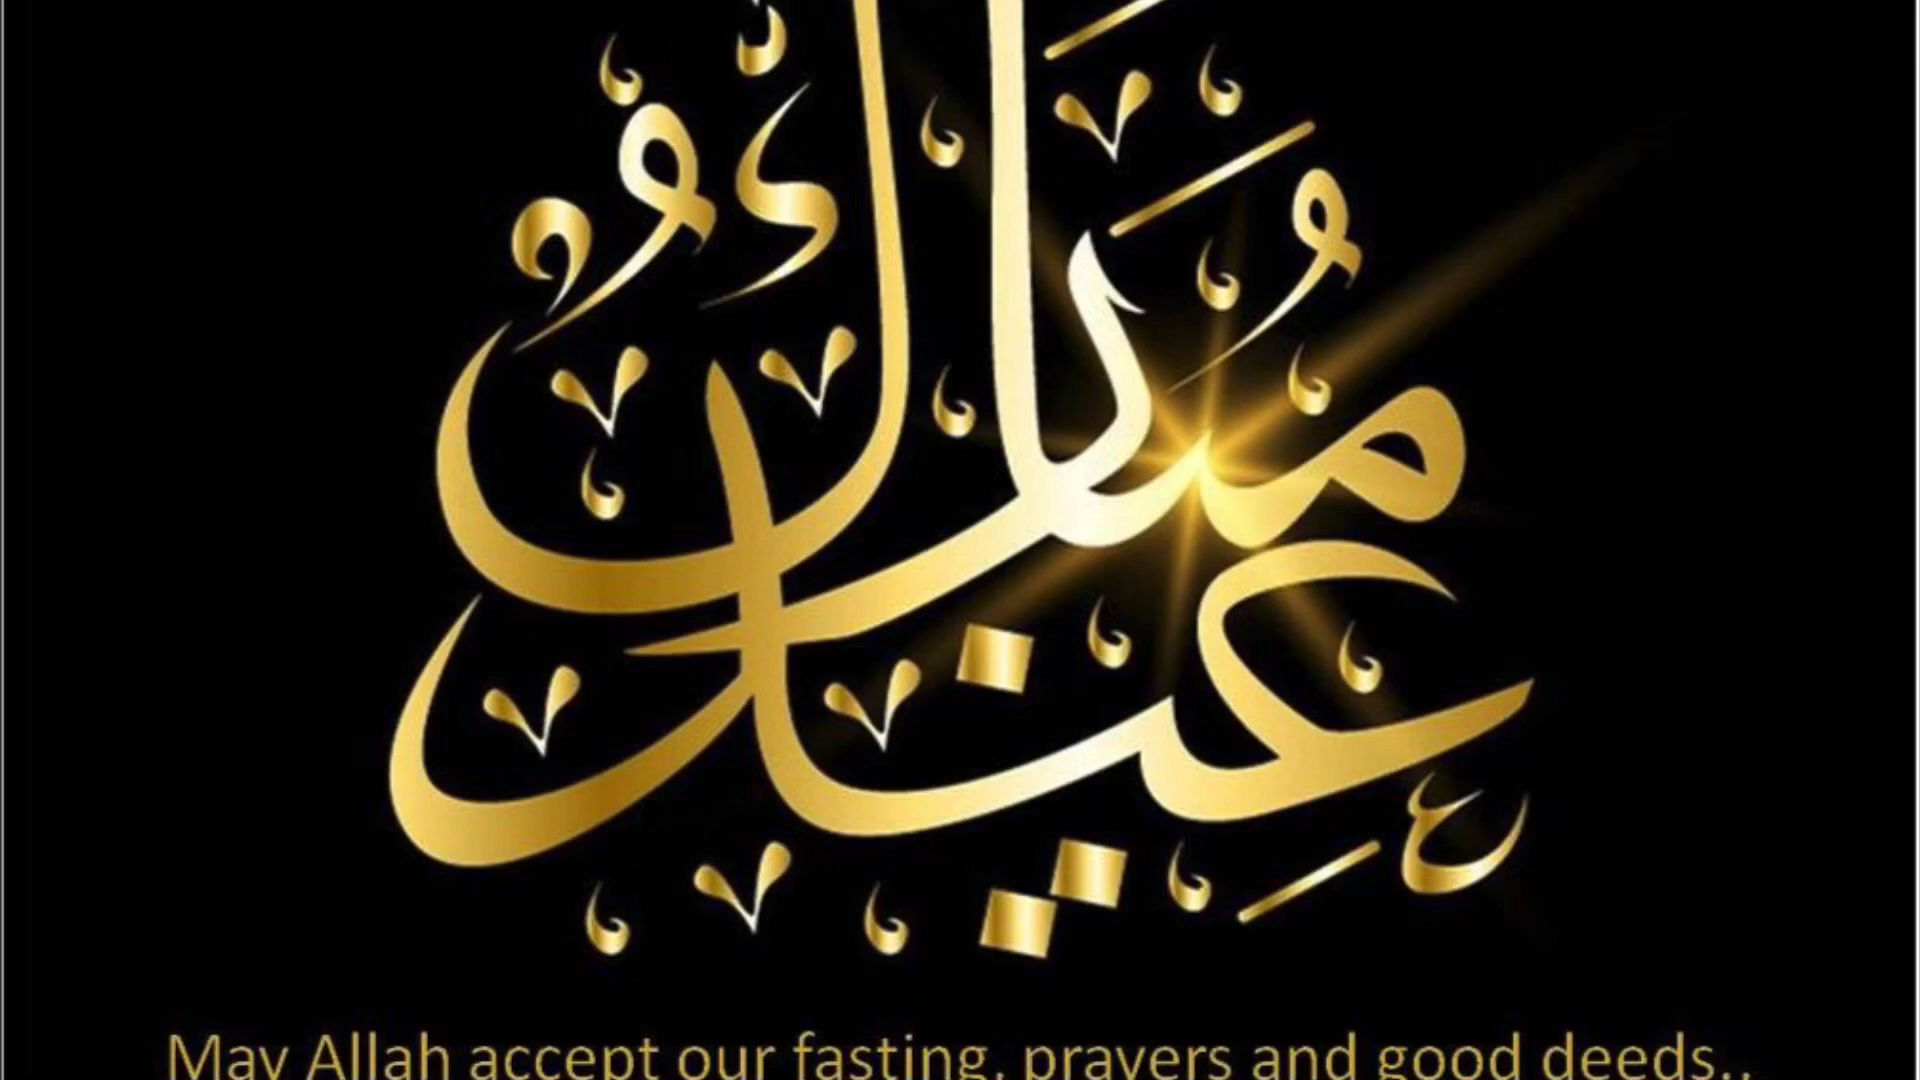 عيد
مبارك
May Allah accept our fasting, prayers and good deeds..